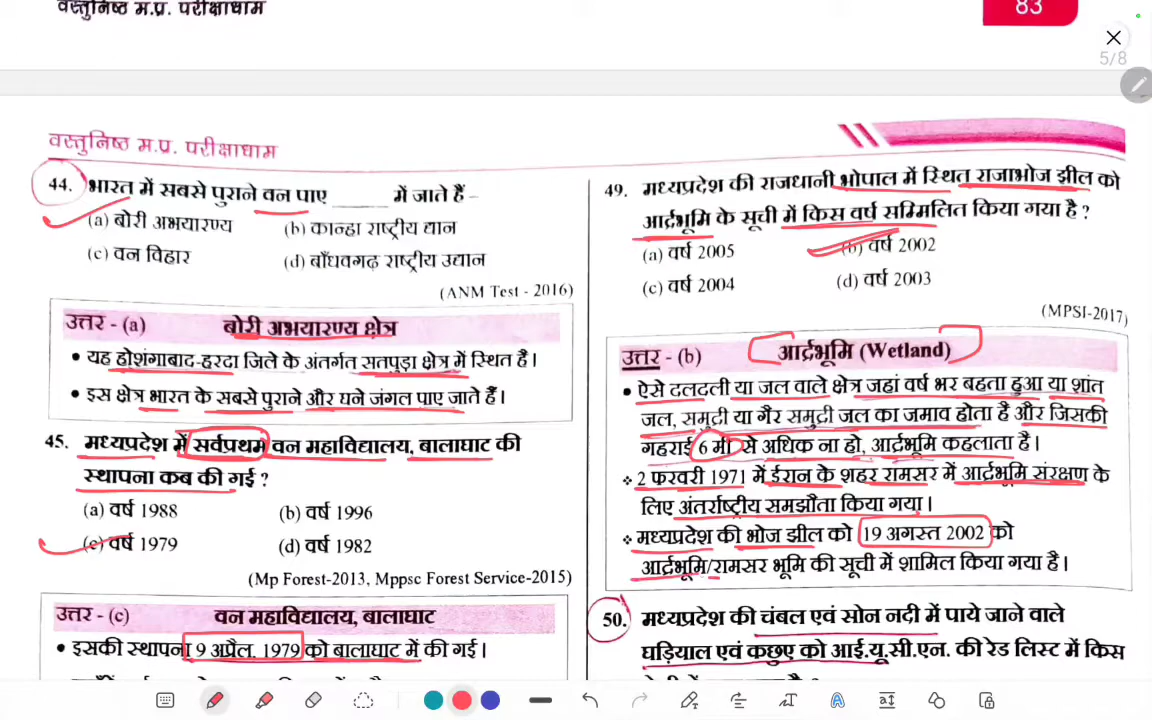 वस्तुनिष्ठ म.प्र. परीक्षाधाम
83
5/8
वस्तुनिष्ठ म.प्र. परीक्षाधाम
44. भारत में सबसे पुराने वन पाए ______ में जाते हैं -
(a) बोरी अभयारण्य (b) कान्हा राष्ट्रीय द्यान
(c) वन विहार (d) बाँधवगढ़ राष्ट्रीय उद्यान
(ANM Test - 2016)
उत्तर - (a) बोरी अभयारण्य क्षेत्र
• यह होशंगाबाद-हरदा जिले के अंतर्गत सतपुड़ा क्षेत्र में स्थित है।
• इस क्षेत्र भारत के सबसे पुराने और घने जंगल पाए जाते हैं।
45. मध्यप्रदेश में सर्वप्रथम वन महाविद्यालय, बालाघाट की
स्थापना कब की गई ?
(a) वर्ष 1988 (b) वर्ष 1996
(c) वर्ष 1979 (d) वर्ष 1982
(Mp Forest-2013, Mppsc Forest Service-2015)
उत्तर - (c) वन महाविद्यालय, बालाघाट
• इसकी स्थापना 9 अप्रैल. 1979 को बालाघाट में की गई।
49. मध्यप्रदेश की राजधानी भोपाल में स्थित राजाभोज झील को
आर्द्रभूमि के सूची में किस वर्ष सम्मिलित किया गया है ?
(a) वर्ष 2005 (b) वर्ष 2002
(c) वर्ष 2004 (d) वर्ष 2003
(MPSI-2017)
उत्तर - (b) आर्द्रभूमि (Wetland)
• ऐसे दलदली या जल वाले क्षेत्र जहां वर्ष भर बहता हुआ या शांत
जल, समुद्री या गैर समुद्री जल का जमाव होता है और जिसकी
गहराई 6 मी से अधिक ना हो, आर्द्रभूमि कहलाता है।
❖ 2 फरवरी 1971 में ईरान के शहर रामसर में आर्द्रभूमि संरक्षण के
लिए अंतर्राष्ट्रीय समझौता किया गया।
❖ मध्यप्रदेश की भोज झील को 19 अगस्त 2002 को
आर्द्रभूमि/रामसर भूमि की सूची में शामिल किया गया है।
50. मध्यप्रदेश की चंबल एवं सोन नदी में पाये जाने वाले
घड़ियाल एवं कछुए को आई.यू.सी.एन. की रेड लिस्ट में किस